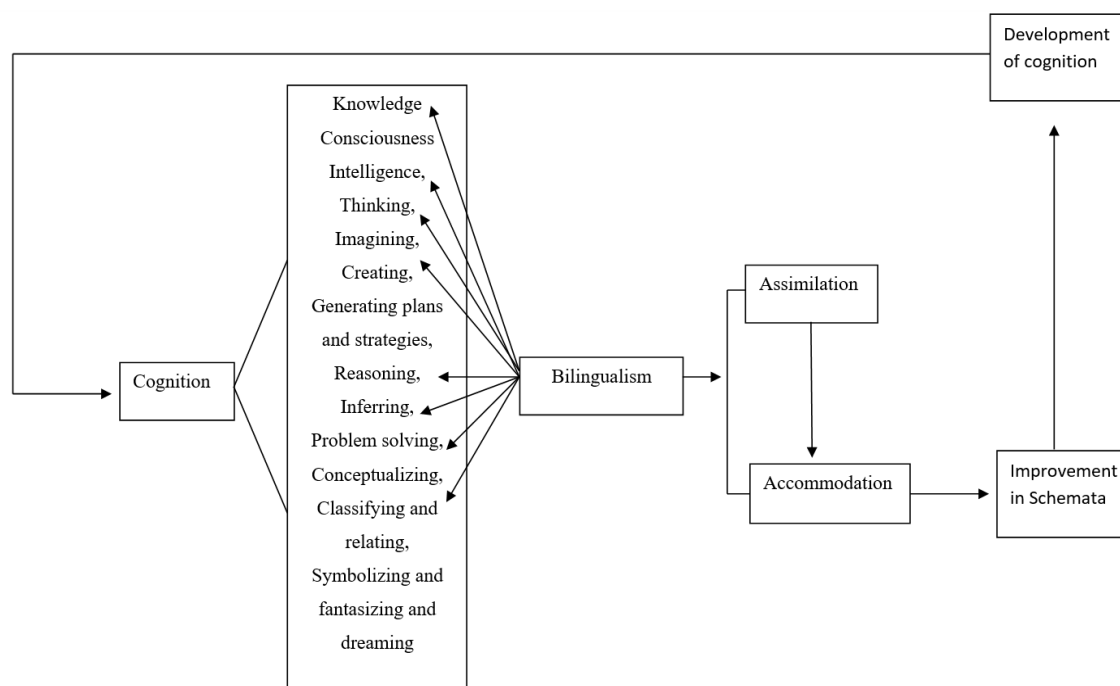 Development
of cognition
Knowledge
Consciousness
Intelligence,
Thinking,
Imagining,
Creating,
Generating plans
and strategies,
Reasoning,
Inferring,
Problem solving,
Conceptualizing,
Classifying and
relating,
Symbolizing and
fantasizing and
dreaming
Cognition
Bilingualism
Assimilation
Accommodation
Improvement
in Schemata